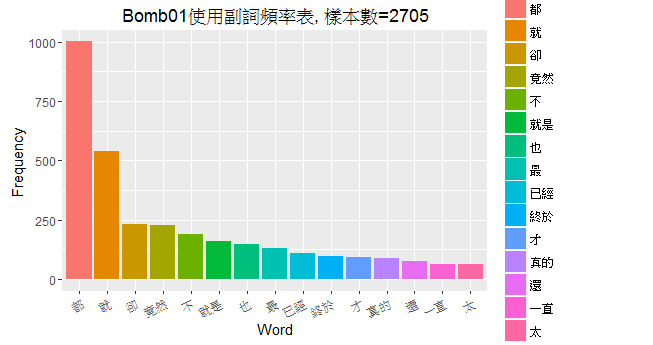 Bomb01使用副詞頻率表, 樣本數=2705
1000
750
500
250
0
Frequency
都 就 卻 竟然 不 就是 也 最 已經 終於 才 真的 還 一直 太
Word
都
就
卻
竟然
不
就是
也
最
已經
終於
才
真的
還
一直
太